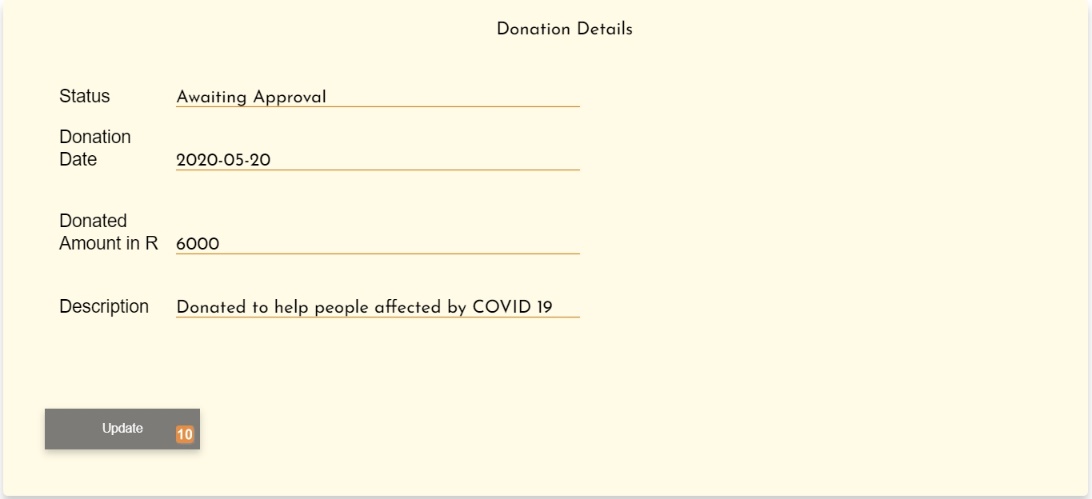 Donation Details
Status Awaiting Approval
Donation
Date 2020-05-20
Donated
Amount in R 6000
Description Donated to help people affected by COVID 19
Update 10